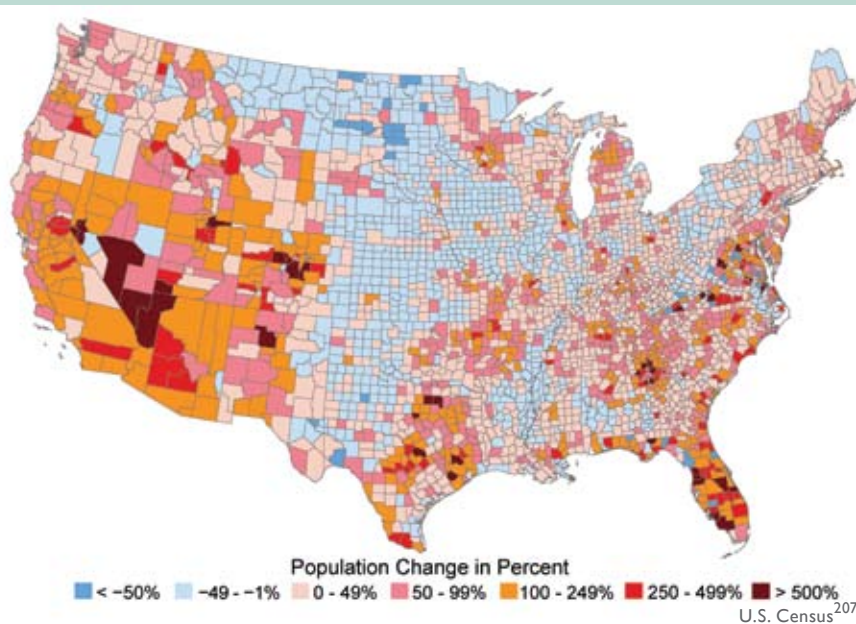 Population Change in Percent
< −50% −49 - −1% 0 - 49% 50 - 99% 100 - 249% 250 - 499% > 500%
U.S. Census207